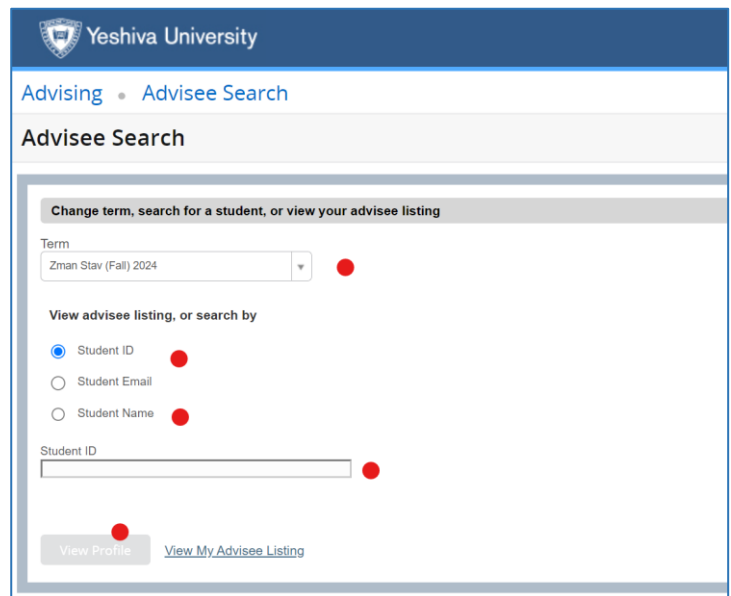 Yeshiva University
Advising • Advisee Search
Advisee Search
Change term, search for a student, or view your advisee listing
Term
Zman Stav (Fall) 2024
View advisee listing, or search by
Student ID
Student Email
Student Name
Student ID
View Profile View My Advisee Listing